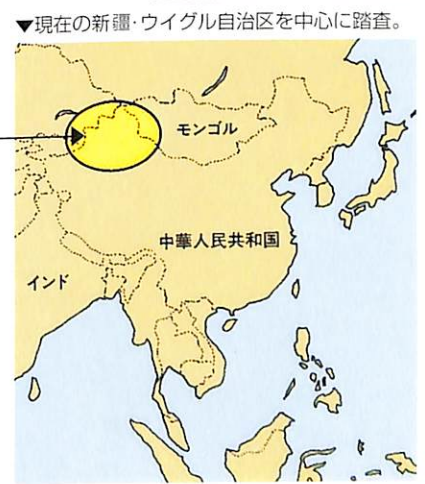 ▼現在の新疆・ウイグル自治区を中心に踏査。
モンゴル
中華人民共和国
インド